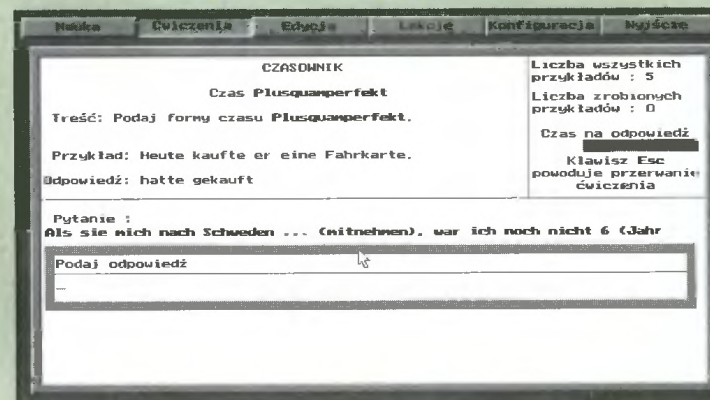 Nauka Ćwiczenia Edycja Lekcje Konfiguracja Wyjście
CZASOWNIK
Czas Plusquamperfekt
Treść: Podaj formy czasu Plusquamperfekt.
Przykład: Heute kaufte er eine Fahrkarte.
Odpowiedź: hatte gekauft
Liczba wszystkich
przykładów : 5
Liczba zrobionych
przykładów : 0
Czas na odpowiedź
Klawisz Esc
powoduje przerwanie
ćwiczenia
Pytanie :
Als sie mich nach Schweden ... (mitnehmen), war ich noch nicht 6 (Jahr
Podaj odpowiedź
_